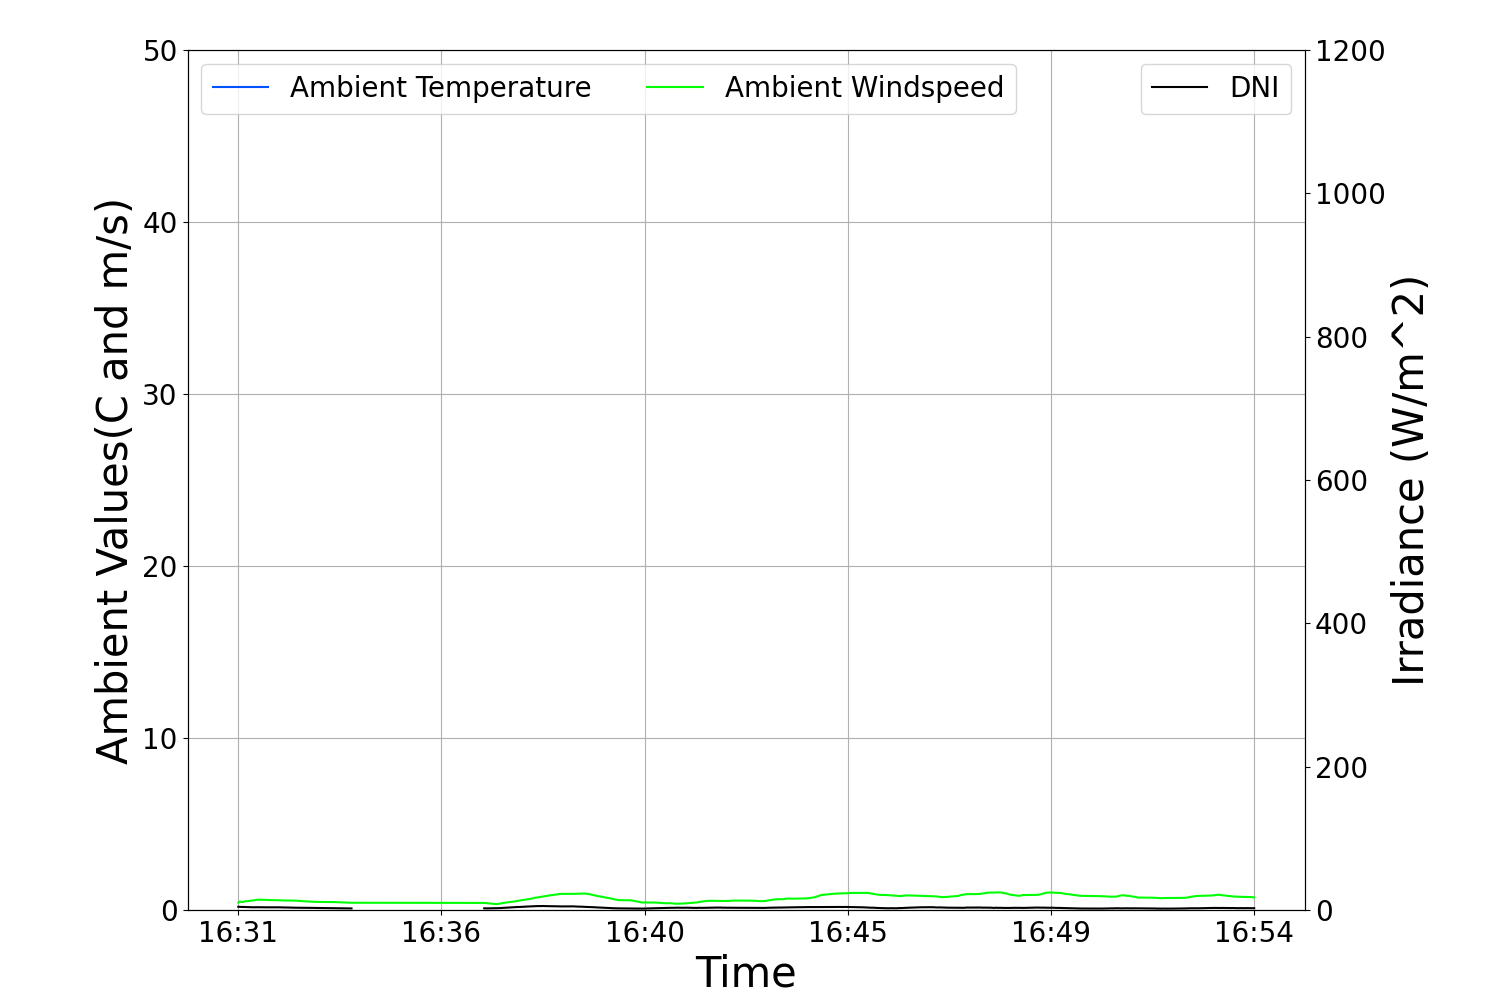 Ambient Temperature Ambient Windspeed DNI
50
40
30
20
10
0
Ambient Values(C and m/s)
1200
1000
800
600
400
200
0
Irradiance (W/m^2)
16:31 16:36 16:40 16:45 16:49 16:54
Time